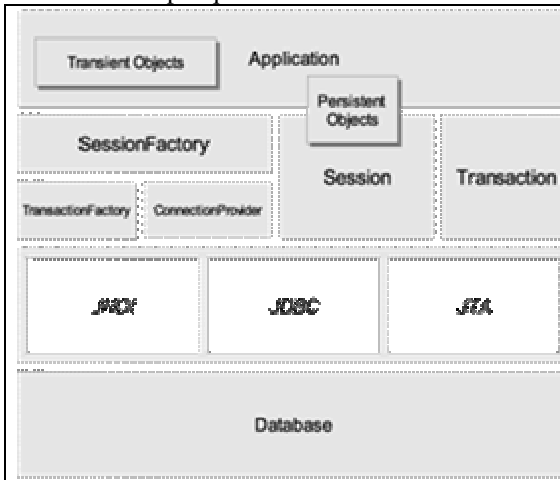 Transient Objects
Application
Persistent
Objects
SessionFactory
Session
Transaction
TransactionFactory
ConnectionProvider
JNDI
JDBC
JTA
Database